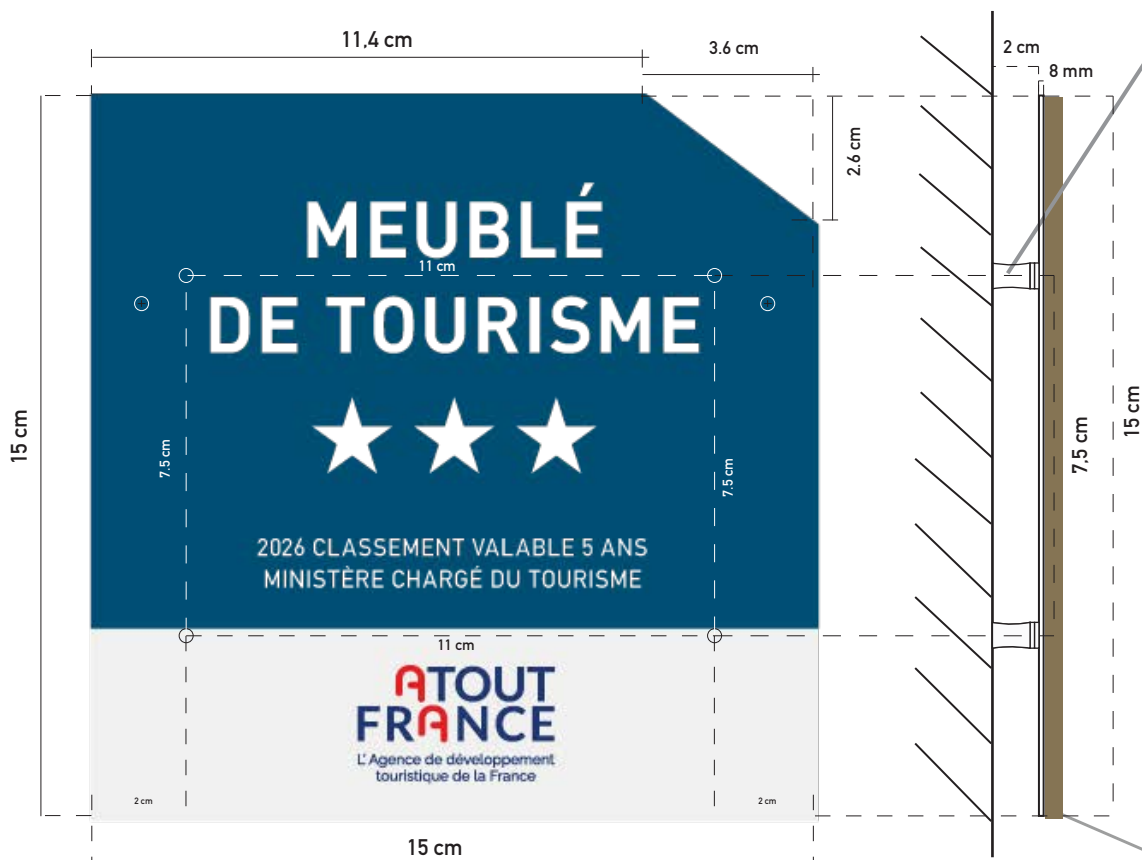 11,4 cm
3.6 cm
2 cm
8 mm
2.6 cm
MEUBLÉ
11 cm
DE TOURISME
15 cm
7.5 cm
7.5 cm
7,5 cm
15 cm
2026 CLASSEMENT VALABLE 5 ANS
MINISTÈRE CHARGÉ DU TOURISME
11 cm
ATOUT
FRANCE
L'Agence de développement
touristique de la France
2 cm
2 cm
15 cm